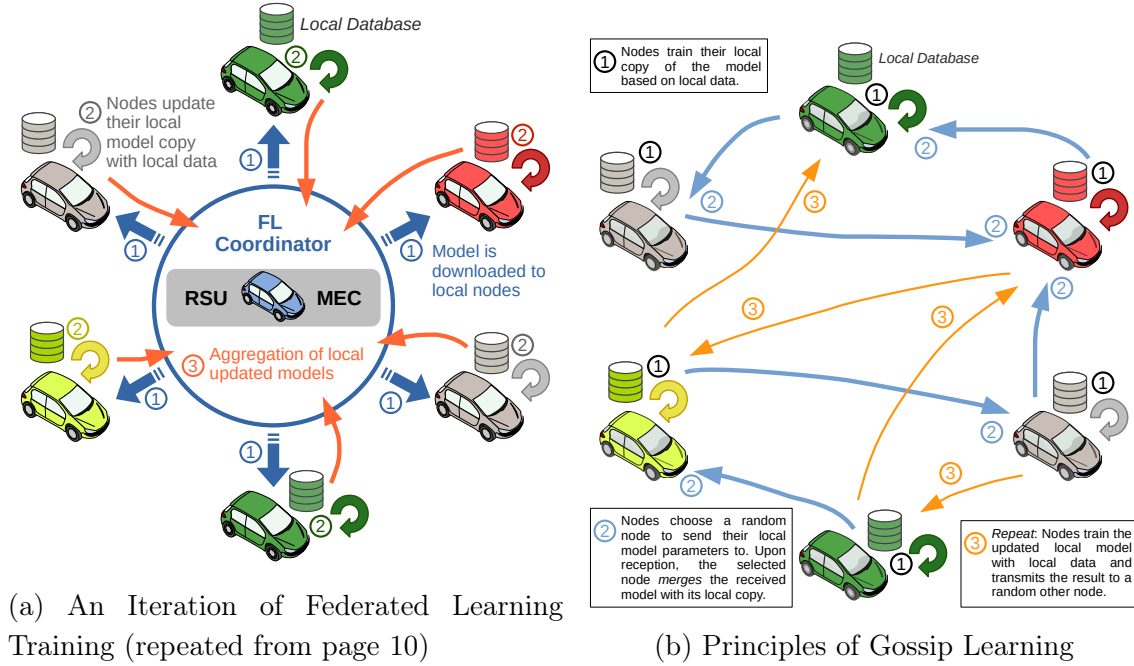 Local Database
2
2
Nodes update
their local
model copy
with local data
2
1
1
1
FL
Coordinator
Model is
downloaded to
local nodes
RSU
MEC
2
3
Aggregation of local
updated models
2
1
1
1
2
(a) An Iteration of Federated Learning
Training (repeated from page 10)
1
Nodes train their local
copy of the model
based on local data.
Local Database
1
2
1
1
2
3
2
2
3
3
1
1
2
2
3
2
Nodes choose a random
node to send their local
model parameters to. Upon
reception, the selected
node merges the received
model with its local copy.
1
3
Repeat: Nodes train the
updated local model
with local data and
transmits the result to a
random other node.
(b) Principles of Gossip Learning